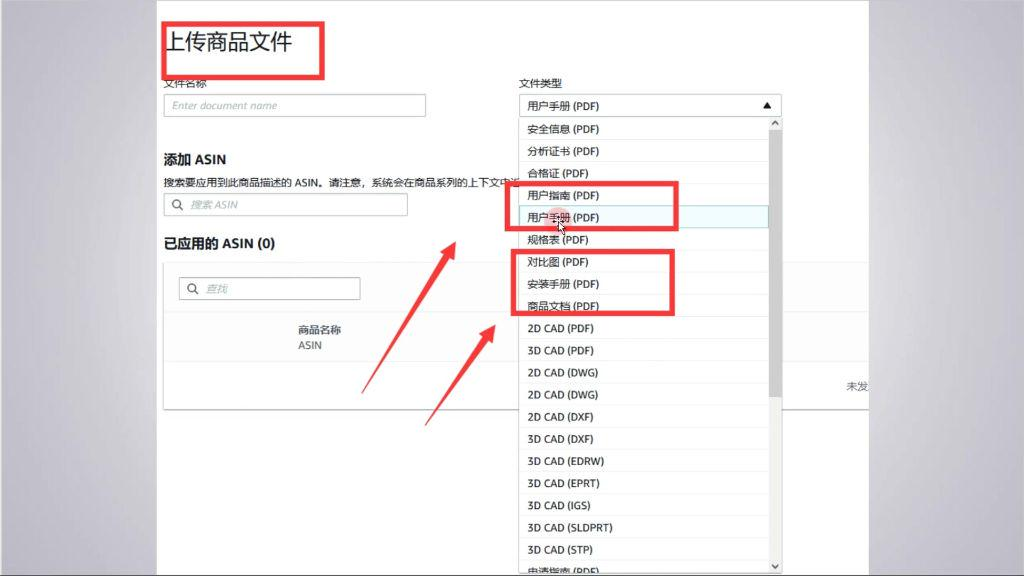 上传商品文件
文件名称
Enter document name
添加 ASIN
搜索要应用到此商品描述的 ASIN。请注意，系统会在商品系列的上下文中
搜索 ASIN
已应用的 ASIN (0)
查找
商品名称
ASIN
文件类型
用户手册 (PDF)
安全信息 (PDF)
分析证书 (PDF)
合格证 (PDF)
用户指南 (PDF)
用户手册 (PDF)
规格表 (PDF)
对比图 (PDF)
安装手册 (PDF)
商品文档 (PDF)
2D CAD (PDF)
3D CAD (PDF)
2D CAD (DWG)
2D CAD (DWG)
2D CAD (DXF)
3D CAD (DXF)
3D CAD (EDRW)
3D CAD (EPRT)
3D CAD (IGS)
3D CAD (SLDPRT)
3D CAD (STP)
申请指南 (PDF)
未发